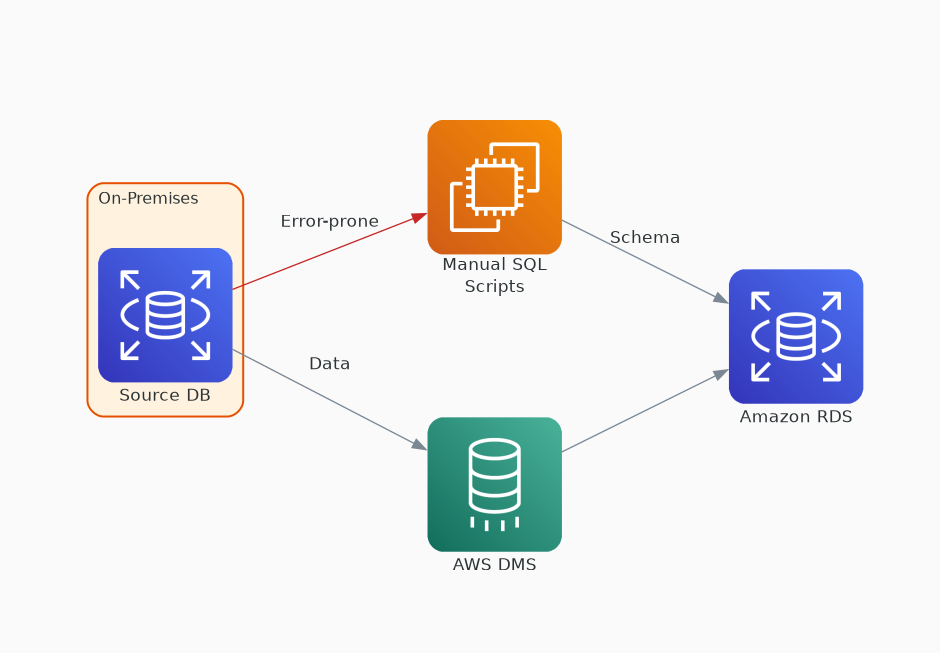 On-Premises
Source DB
Error-prone
Data
Manual SQL
Scripts
Schema
AWS DMS
Amazon RDS